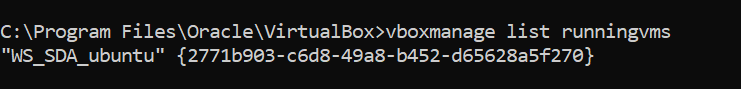 C:\Program Files\Oracle\VirtualBox>vboxmanage list runningvms
"WS_SDA_ubuntu" {2771b903-c6d8-49a8-b452-d65628a5f270}